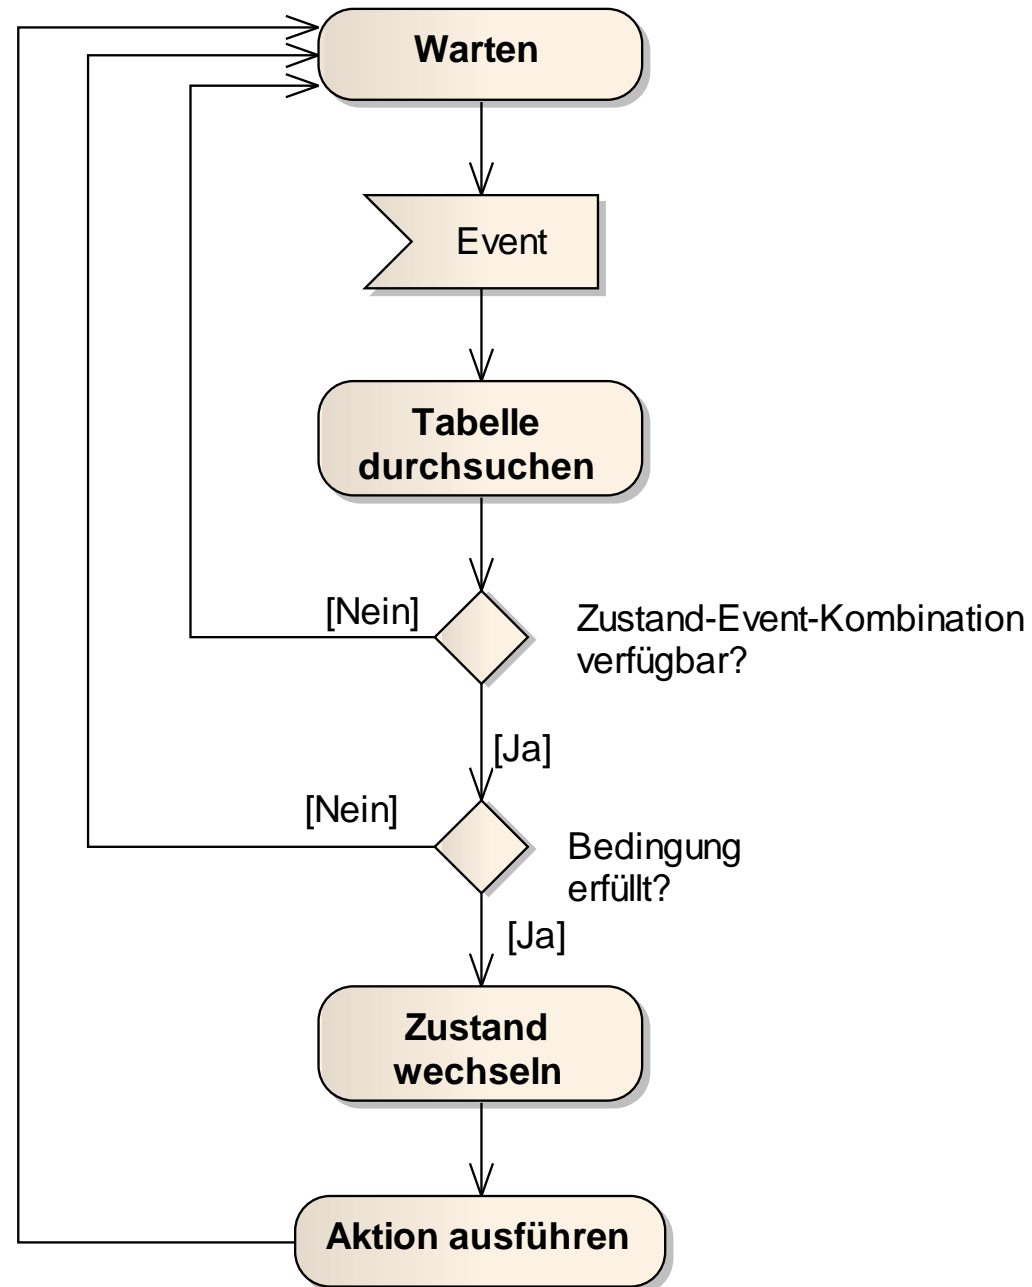 Warten
Event
Tabelle
durchsuchen
[Nein]
Zustand-Event-Kombination
verfügbar?
[Ja]
[Nein]
Bedingung
erfüllt?
[Ja]
Zustand
wechseln
Aktion ausführen